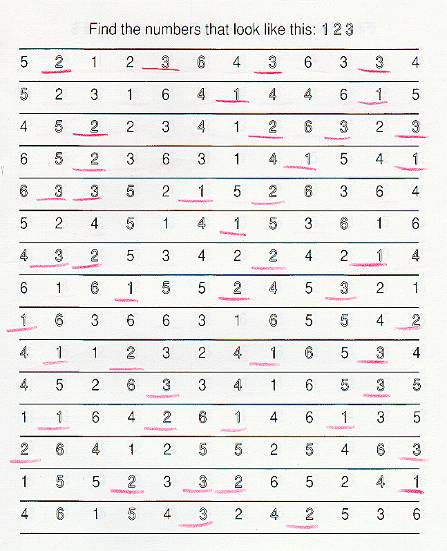 Find the numbers that look like this: 1 2 3
5 2 1 2 3 6 4 3 6 3 3 4
5 2 3 1 6 4 1 4 4 6 1 5
4 5 2 2 3 4 1 2 6 3 2 3
6 5 2 3 6 3 1 4 1 5 4 1
6 3 3 5 2 1 5 2 6 3 6 4
5 2 4 5 1 4 1 5 3 6 1 6
4 3 2 5 3 4 2 2 4 2 1 4
6 1 6 1 5 5 2 4 5 3 2 1
1 6 3 6 6 3 1 6 5 5 4 2
4 1 1 2 3 2 4 1 6 5 3 4
4 5 2 6 3 3 4 1 6 5 3 5
1 1 6 4 2 6 1 4 6 1 3 5
2 6 4 1 2 5 5 2 5 4 6 3
1 5 5 2 3 3 2 6 5 2 4 1
4 6 1 5 4 3 2 4 2 5 3 6